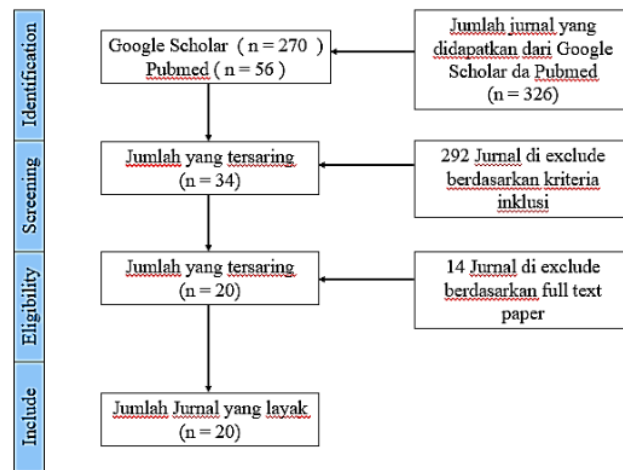 Identification
Google Scholar ( n = 270 )
Pubmed ( n = 56 )
Jumlah jurnal yang
didapatkan dari Google
Scholar da Pubmed
(n = 326)
Screening
Jumlah yang tersaring
(n = 34)
292 Jurnal di exclude
berdasarkan kriteria
inklusi
Eligibility
Jumlah yang tersaring
(n = 20)
14 Jurnal di exclude
berdasarkan full text
paper
Include
Jumlah Jurnal yang layak
(n = 20)